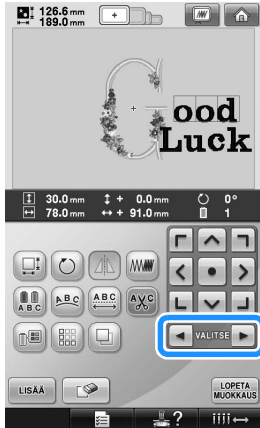 126.6 mm
189.0 mm
G ood
Luck
30.0 mm + 0.0 mm 0°
78.0 mm + 91.0 mm 1
A B C A B C A B C A C
VALITSE
LISÄÄ
LOPETA
MUOKKAUS
?